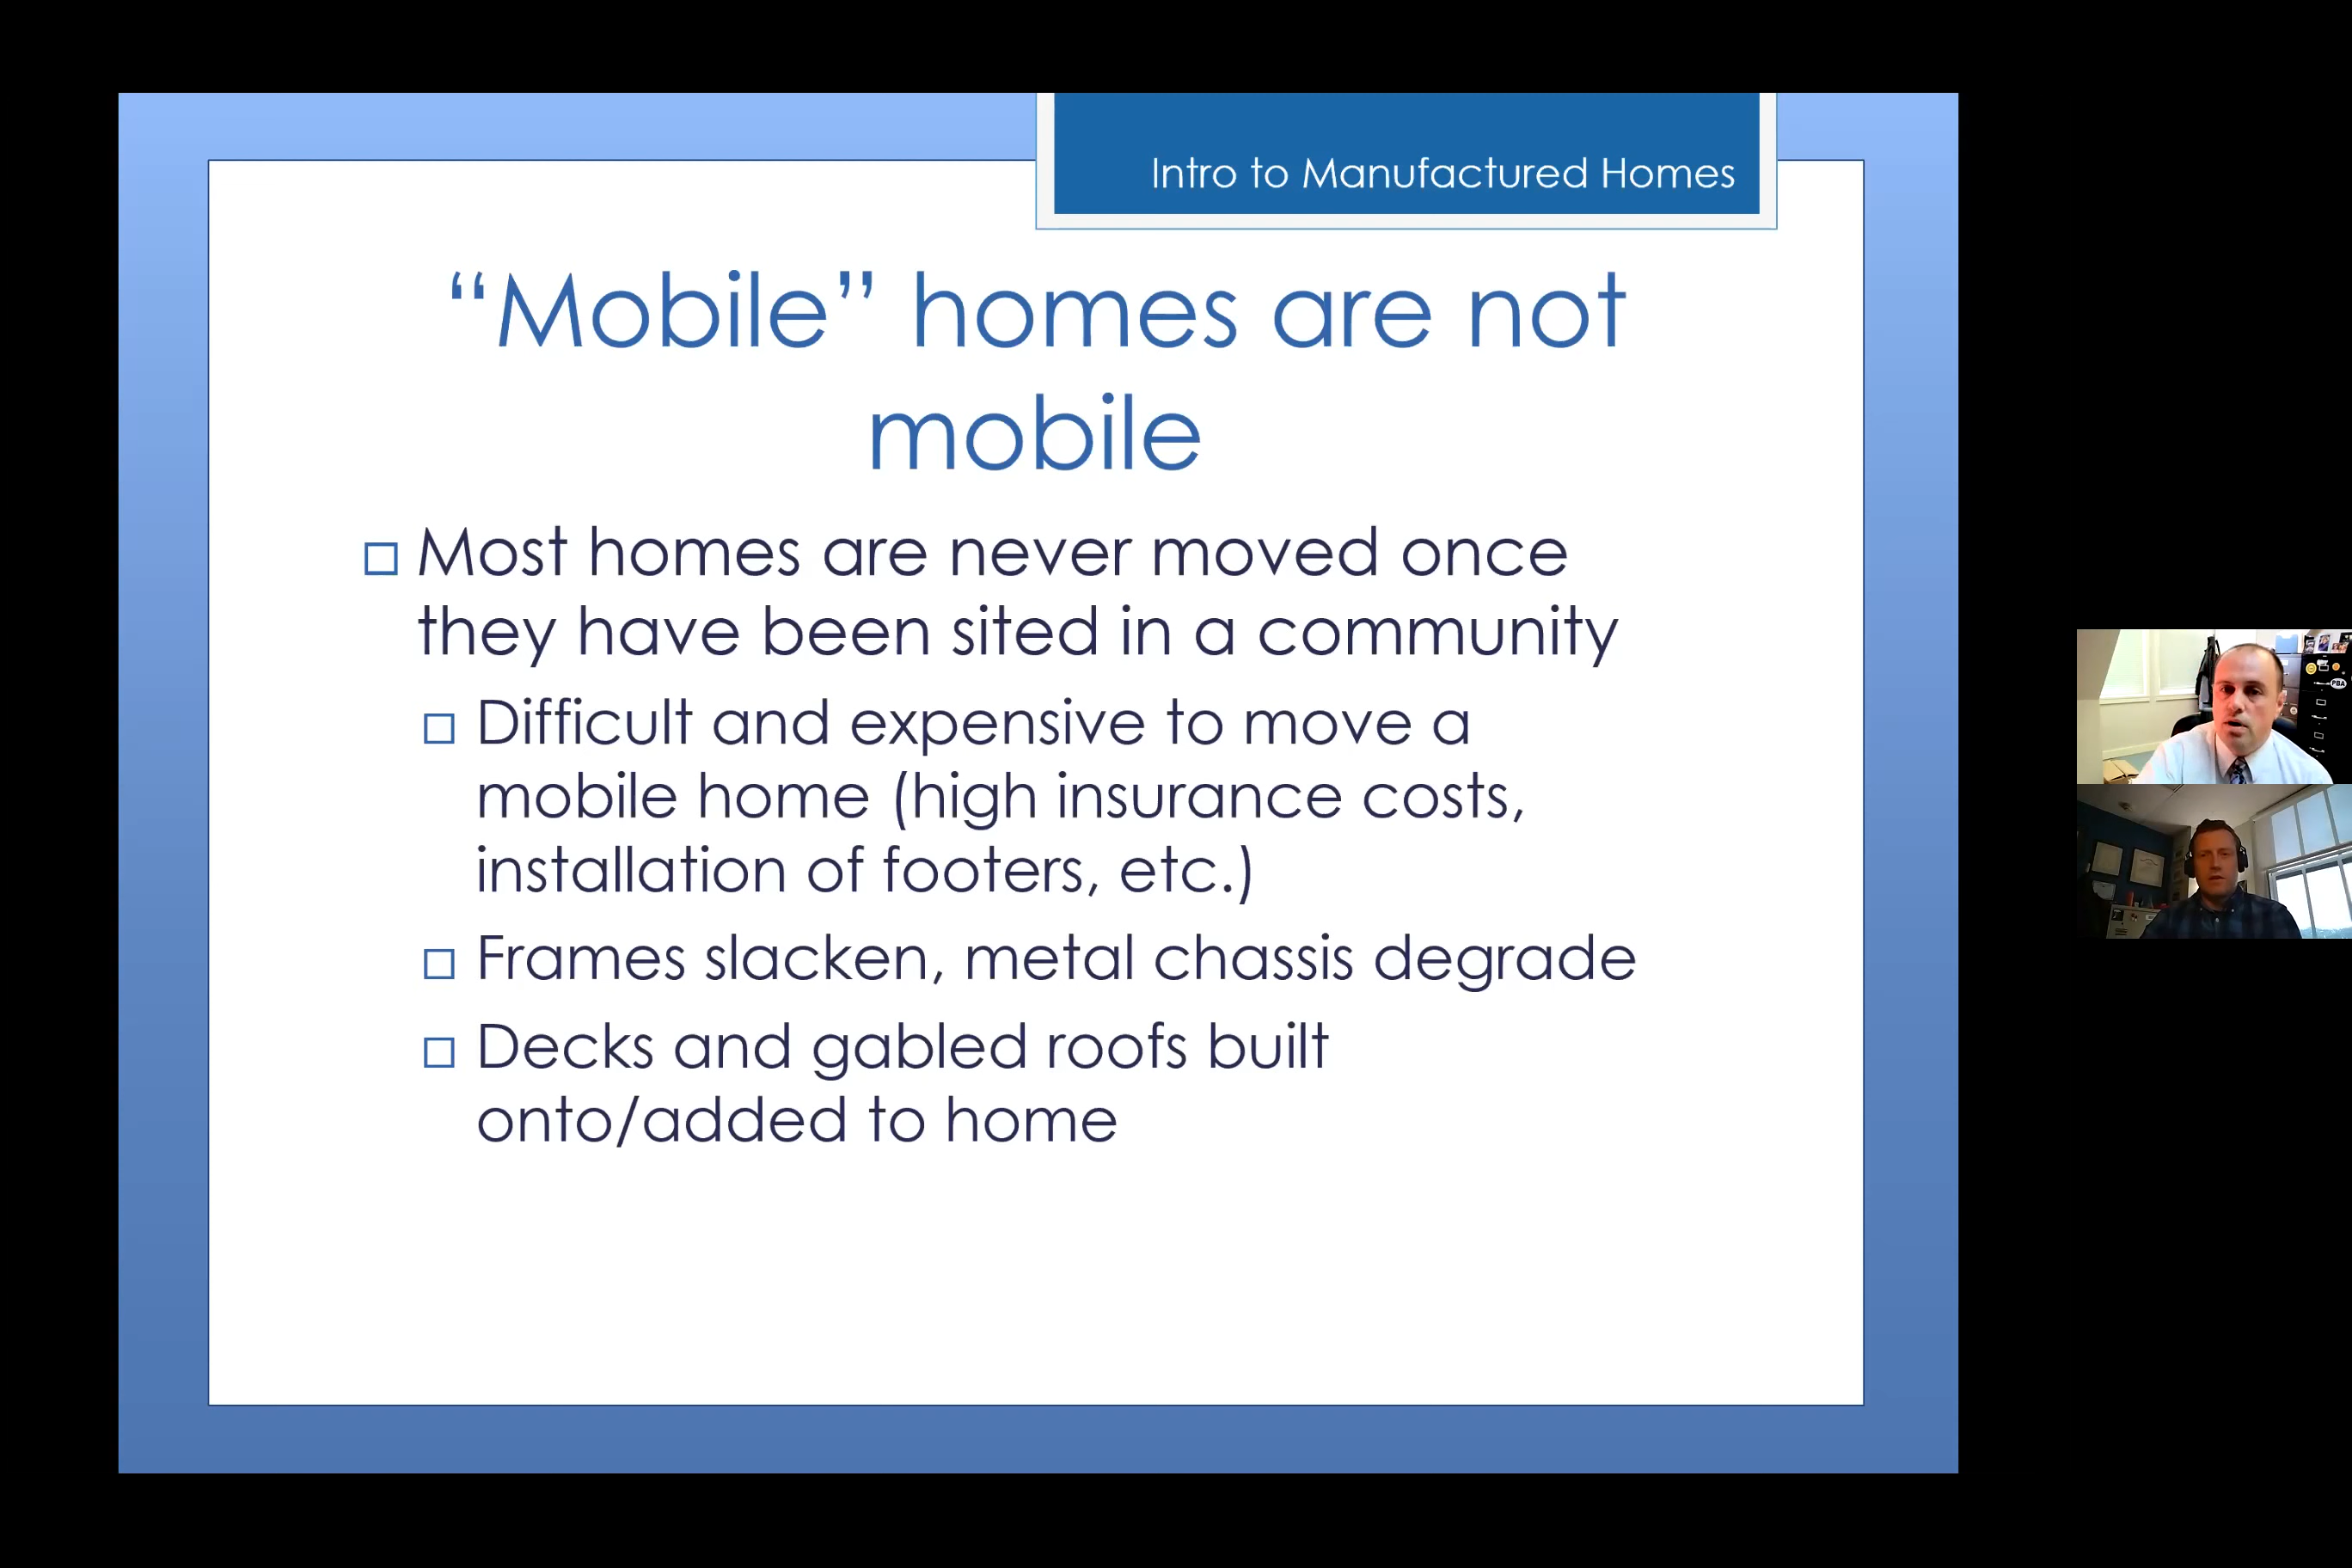 Intro to Manufactured Homes
“Mobile” homes are not
mobile
Most homes are never moved once
they have been sited in a community
Difficult and expensive to move a
mobile home (high insurance costs,
installation of footers, etc.)
Frames slacken, metal chassis degrade
Decks and gabled roofs built
onto/added to home
PBA